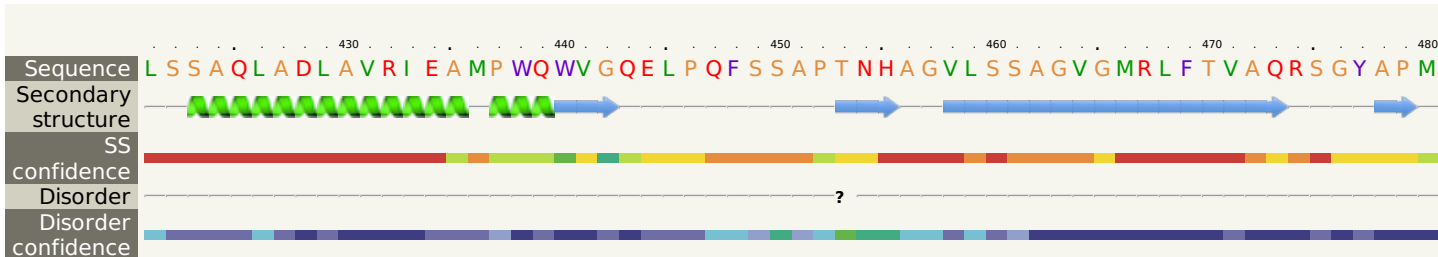 . . . . . . . . 430 . . . . . . . . . 440 . . . . . . . . . 450 . . . . . . . . . 460 . . . . . . . . . 470 . . . . . . . . . 480
Sequence L S S A Q L A D L A V R I E A M P W Q W V G Q E L P Q F S S A P T N H A G V L S S A G V G M R L F T V A Q R S G Y A P M
Secondary
structure
SS
confidence
Disorder ?
Disorder
confidence